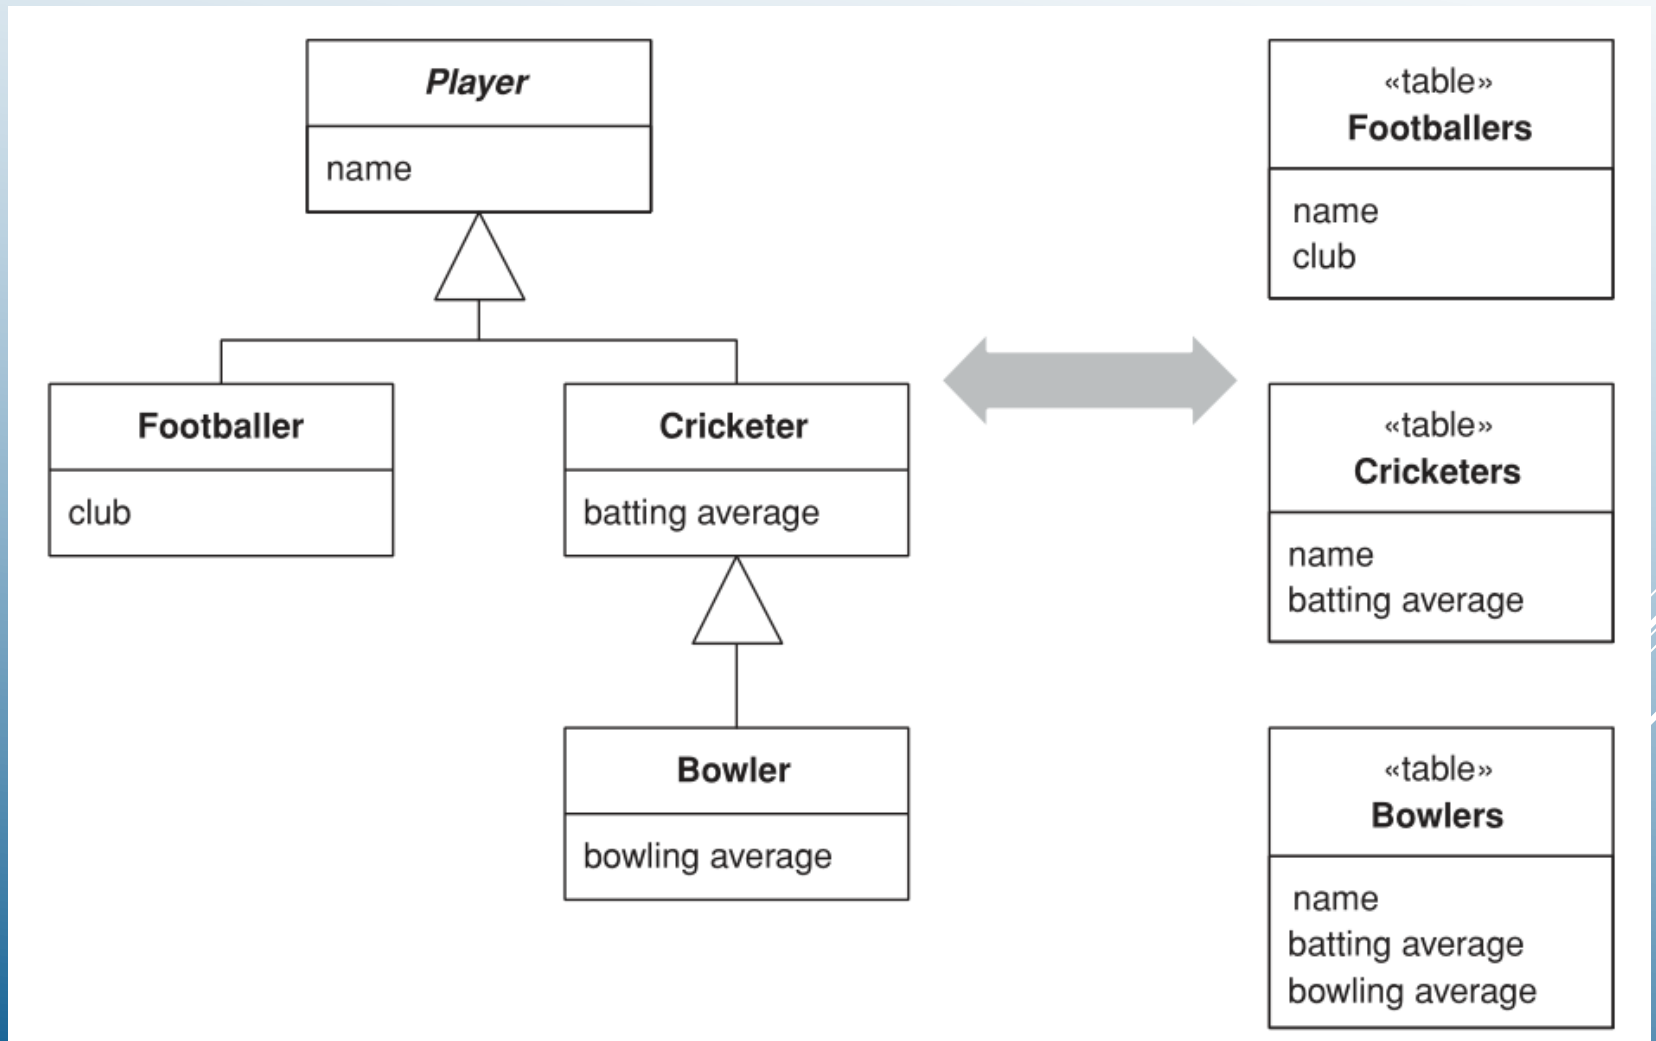 Player
name
Footballer
club
Cricketer
batting average
Bowler
bowling average
«table»
Footballers
name
club
«table»
Cricketers
name
batting average
«table»
Bowlers
name
batting average
bowling average